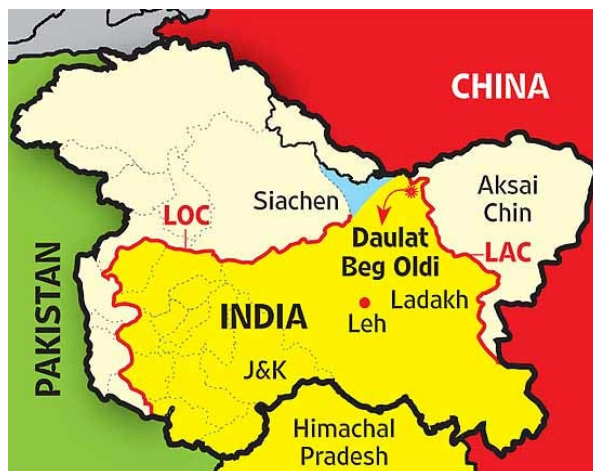 CHINA
Siachen
Aksai
Chin
LOC
Daulat
Beg Oldi
LAC
PAKISTAN
INDIA
Ladakh
Leh
J&K
Himachal
Pradesh